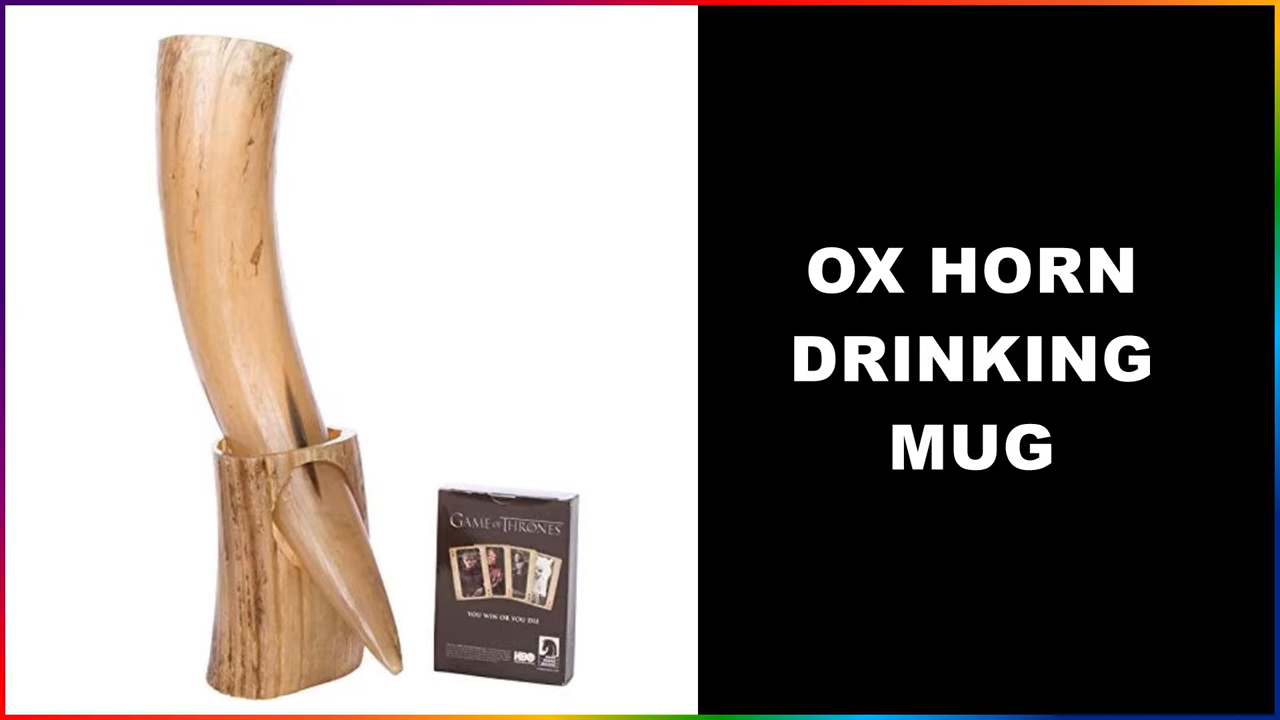 GAME OF THRONES
YOU WIN OR YOU DIE
HBO
OX HORN
DRINKING
MUG